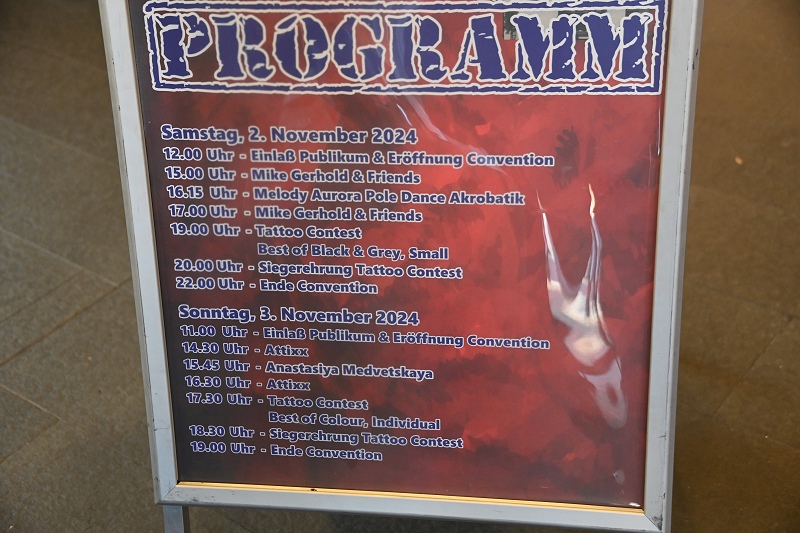 PROGRAMM
Samstag, 2. November 2024
12.00 Uhr - Einlaß Publikum & Eröffnung Convention
15.00 Uhr - Mike Gerhold & Friends
16.15 Uhr - Melody Aurora Pole Dance Akrobatik
17.00 Uhr - Mike Gerhold & Friends
19.00 Uhr - Tattoo Contest
Best of Black & Grey, Small
20.00 Uhr - Siegerehrung Tattoo Contest
22.00 Uhr - Ende Convention
Sonntag, 3. November 2024
11.00 Uhr - Einlaß Publikum & Eröffnung Convention
14.30 Uhr - Attixx
15.45 Uhr - Anastasiya Medvetskaya
16.30 Uhr - Attixx
17.30 Uhr - Tattoo Contest
Best of Colour, Individual
18.30 Uhr - Siegerehrung Tattoo Contest
19.00 Uhr - Ende Convention